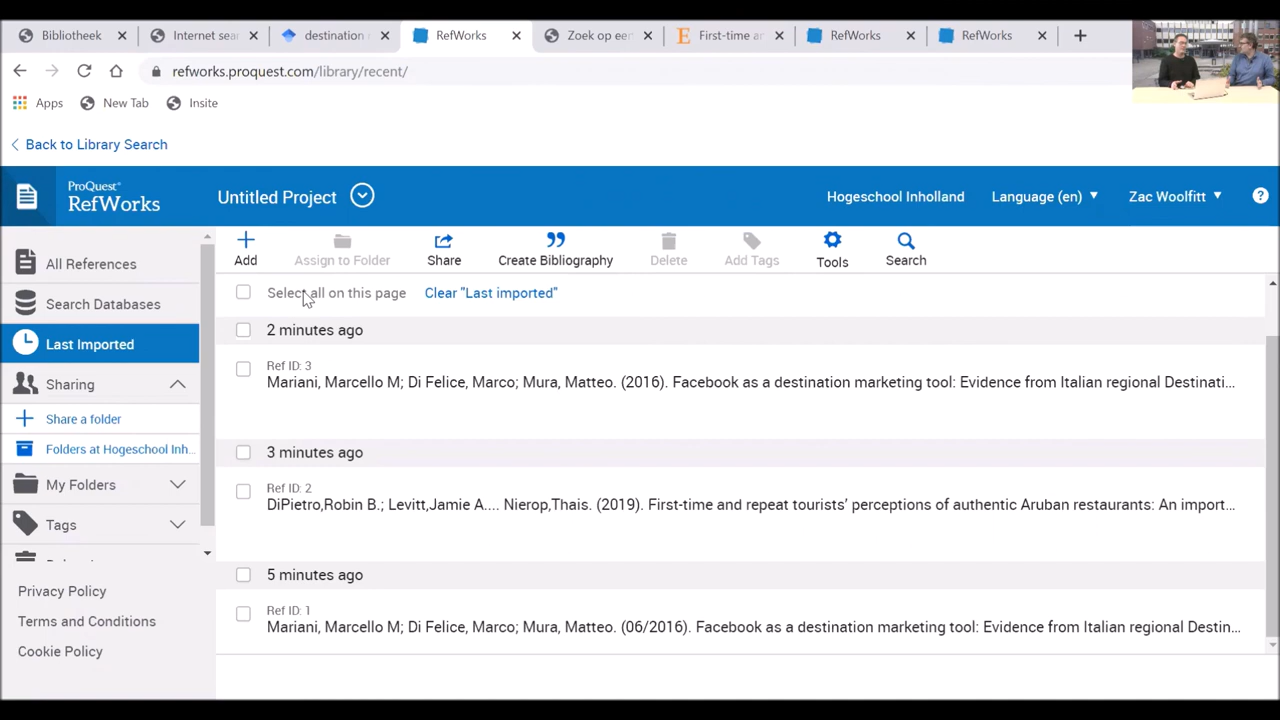 Bibliotheek
Internet sea
destination
RefWorks
Zoek op een
First-time an
RefWorks
RefWorks
refworks.proquest.com/library/recent/
Apps
New Tab
Insite
Back to Library Search
ProQuest®
RefWorks
Untitled Project
Hogeschool Inholland
Language (en)
Zac Woolfitt
?
All References
Search Databases
Last Imported
Sharing
Share a folder
Folders at Hogeschool Inh...
My Folders
Tags
Privacy Policy
Terms and Conditions
Cookie Policy
Add
Assign to Folder
Share
Create Bibliography
Delete
Add Tags
Tools
Search
Select all on this page
Clear "Last imported"
2 minutes ago
Ref ID: 3
Mariani, Marcello M; Di Felice, Marco; Mura, Matteo. (2016). Facebook as a destination marketing tool: Evidence from Italian regional Destinati...
3 minutes ago
Ref ID: 2
DiPietro,Robin B.; Levitt,Jamie A.... Nierop,Thais. (2019). First-time and repeat tourists’ perceptions of authentic Aruban restaurants: An import...
5 minutes ago
Ref ID: 1
Mariani, Marcello M; Di Felice, Marco; Mura, Matteo. (06/2016). Facebook as a destination marketing tool: Evidence from Italian regional Destin...